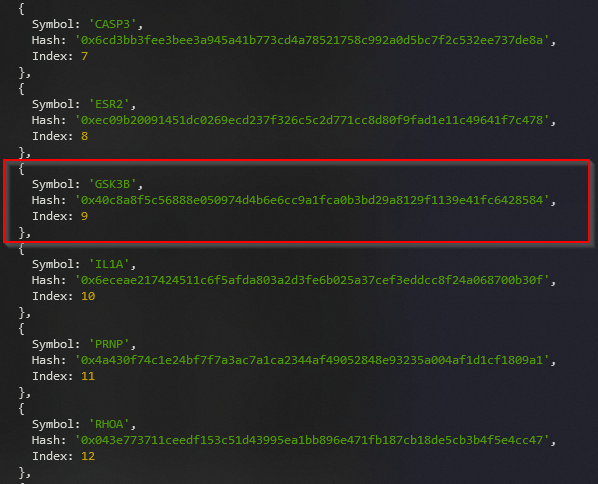 {
Symbol: 'CASP3',
Hash: '0x6cd3bb3fee3bee3a945a41b773cd4a78521758c992a0d5bc7f2c532ee737de8a',
Index: 7
},
{
Symbol: 'ESR2',
Hash: '0xec09b20091451dc0269ecd237f326c5c2d771cc8d80f9fad1e11c49641f7c478',
Index: 8
},
{
Symbol: 'GSK3B',
Hash: '0x40c8a8f5c56888e050974d4b6e6cc9a1fca0b3bd29a8129f1139e41fc6428584',
Index: 9
},
{
Symbol: 'IL1A',
Hash: '0x6eceae217424511c6f5afda803a2d3fe6b025a37cef3eddcc8f24a068700b30f',
Index: 10
},
{
Symbol: 'PRNP',
Hash: '0x4a430f74c1e24bf7f7a3ac7a1ca2344af49052848e93235a004af1d1cf1809a1',
Index: 11
},
{
Symbol: 'RHOA',
Hash: '0x043e773711ceedf153c51d43995ea1bb896e471fb187cb18de5cb3b4f5e4cc47',
Index: 12
},